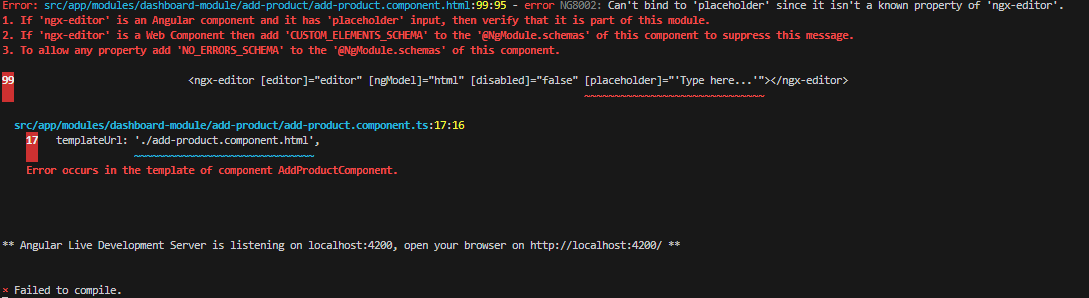 Error: src/app/modules/dashboard-module/add-product/add-product.component.html:99:95 - error NG8002: Can't bind to 'placeholder' since it isn't a known property of 'ngx-editor'.
1. If 'ngx-editor' is an Angular component and it has 'placeholder' input, then verify that it is part of this module.
2. If 'ngx-editor' is a Web Component then add 'CUSTOM_ELEMENTS_SCHEMA' to the '@NgModule.schemas' of this component to suppress this message.
3. To allow any property add 'NO_ERRORS_SCHEMA' to the '@NgModule.schemas' of this component.
99 <ngx-editor [editor]="editor" [ngModel]="html" [disabled]="false" [placeholder]="'Type here...'"></ngx-editor>
~~~~~~~~~~~~~~~~~~~~~~~~~~~~~~
src/app/modules/dashboard-module/add-product/add-product.component.ts:17:16
17 templateUrl: './add-product.component.html',
~~~~~~~~~~~~~~~~~~~~~~~~~~~~~~
Error occurs in the template of component AddProductComponent.
** Angular Live Development Server is listening on localhost:4200, open your browser on http://localhost:4200/ **
× Failed to compile.